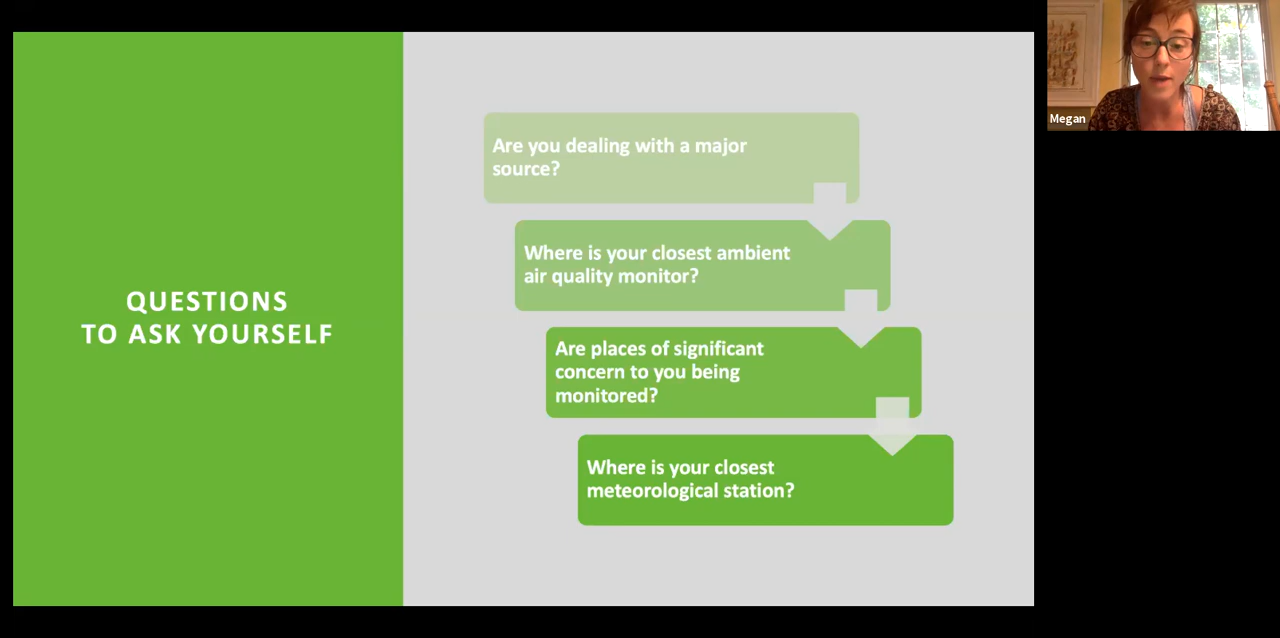 QUESTIONS
TO ASK YOURSELF
Are you dealing with a major
source?
Where is your closest ambient
air quality monitor?
Are places of significant
concern to you being
monitored?
Where is your closest
meteorological station?
Megan